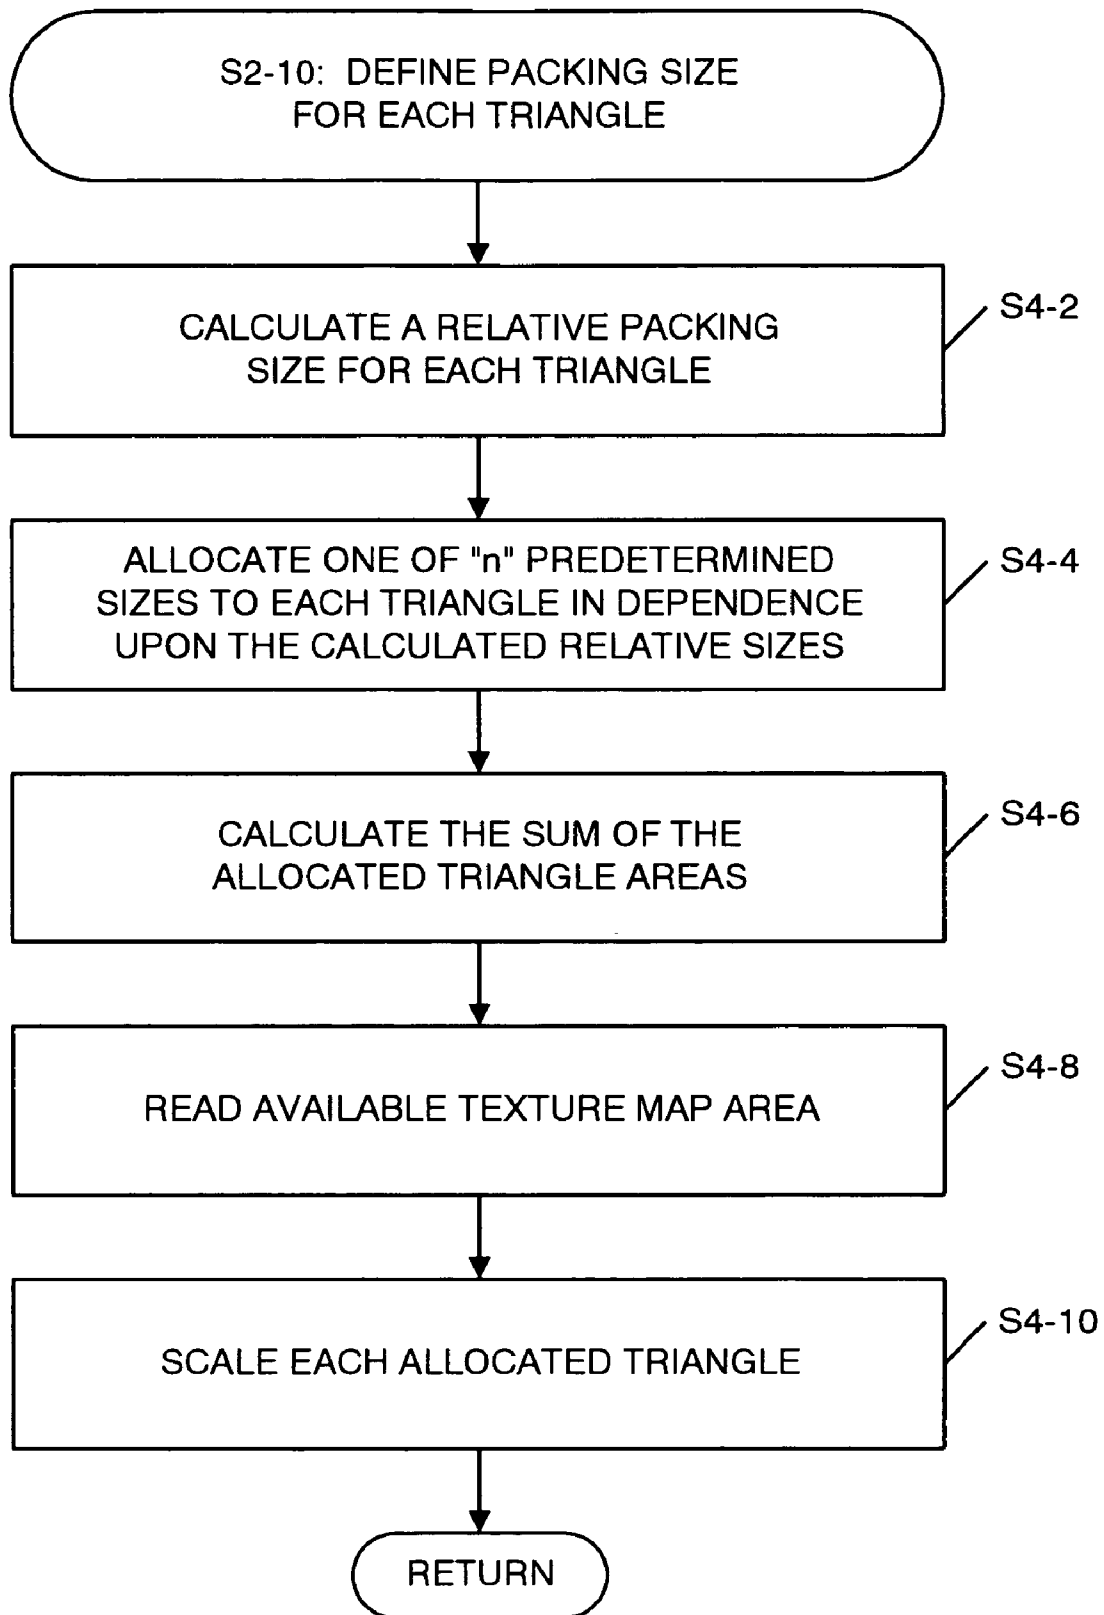 S2-10: DEFINE PACKING SIZE
FOR EACH TRIANGLE
CALCULATE A RELATIVE PACKING
SIZE FOR EACH TRIANGLE
S4-2
ALLOCATE ONE OF "n" PREDETERMINED
SIZES TO EACH TRIANGLE IN DEPENDENCE
UPON THE CALCULATED RELATIVE SIZES
S4-4
CALCULATE THE SUM OF THE
ALLOCATED TRIANGLE AREAS
S4-6
READ AVAILABLE TEXTURE MAP AREA
S4-8
SCALE EACH ALLOCATED TRIANGLE
S4-10
RETURN